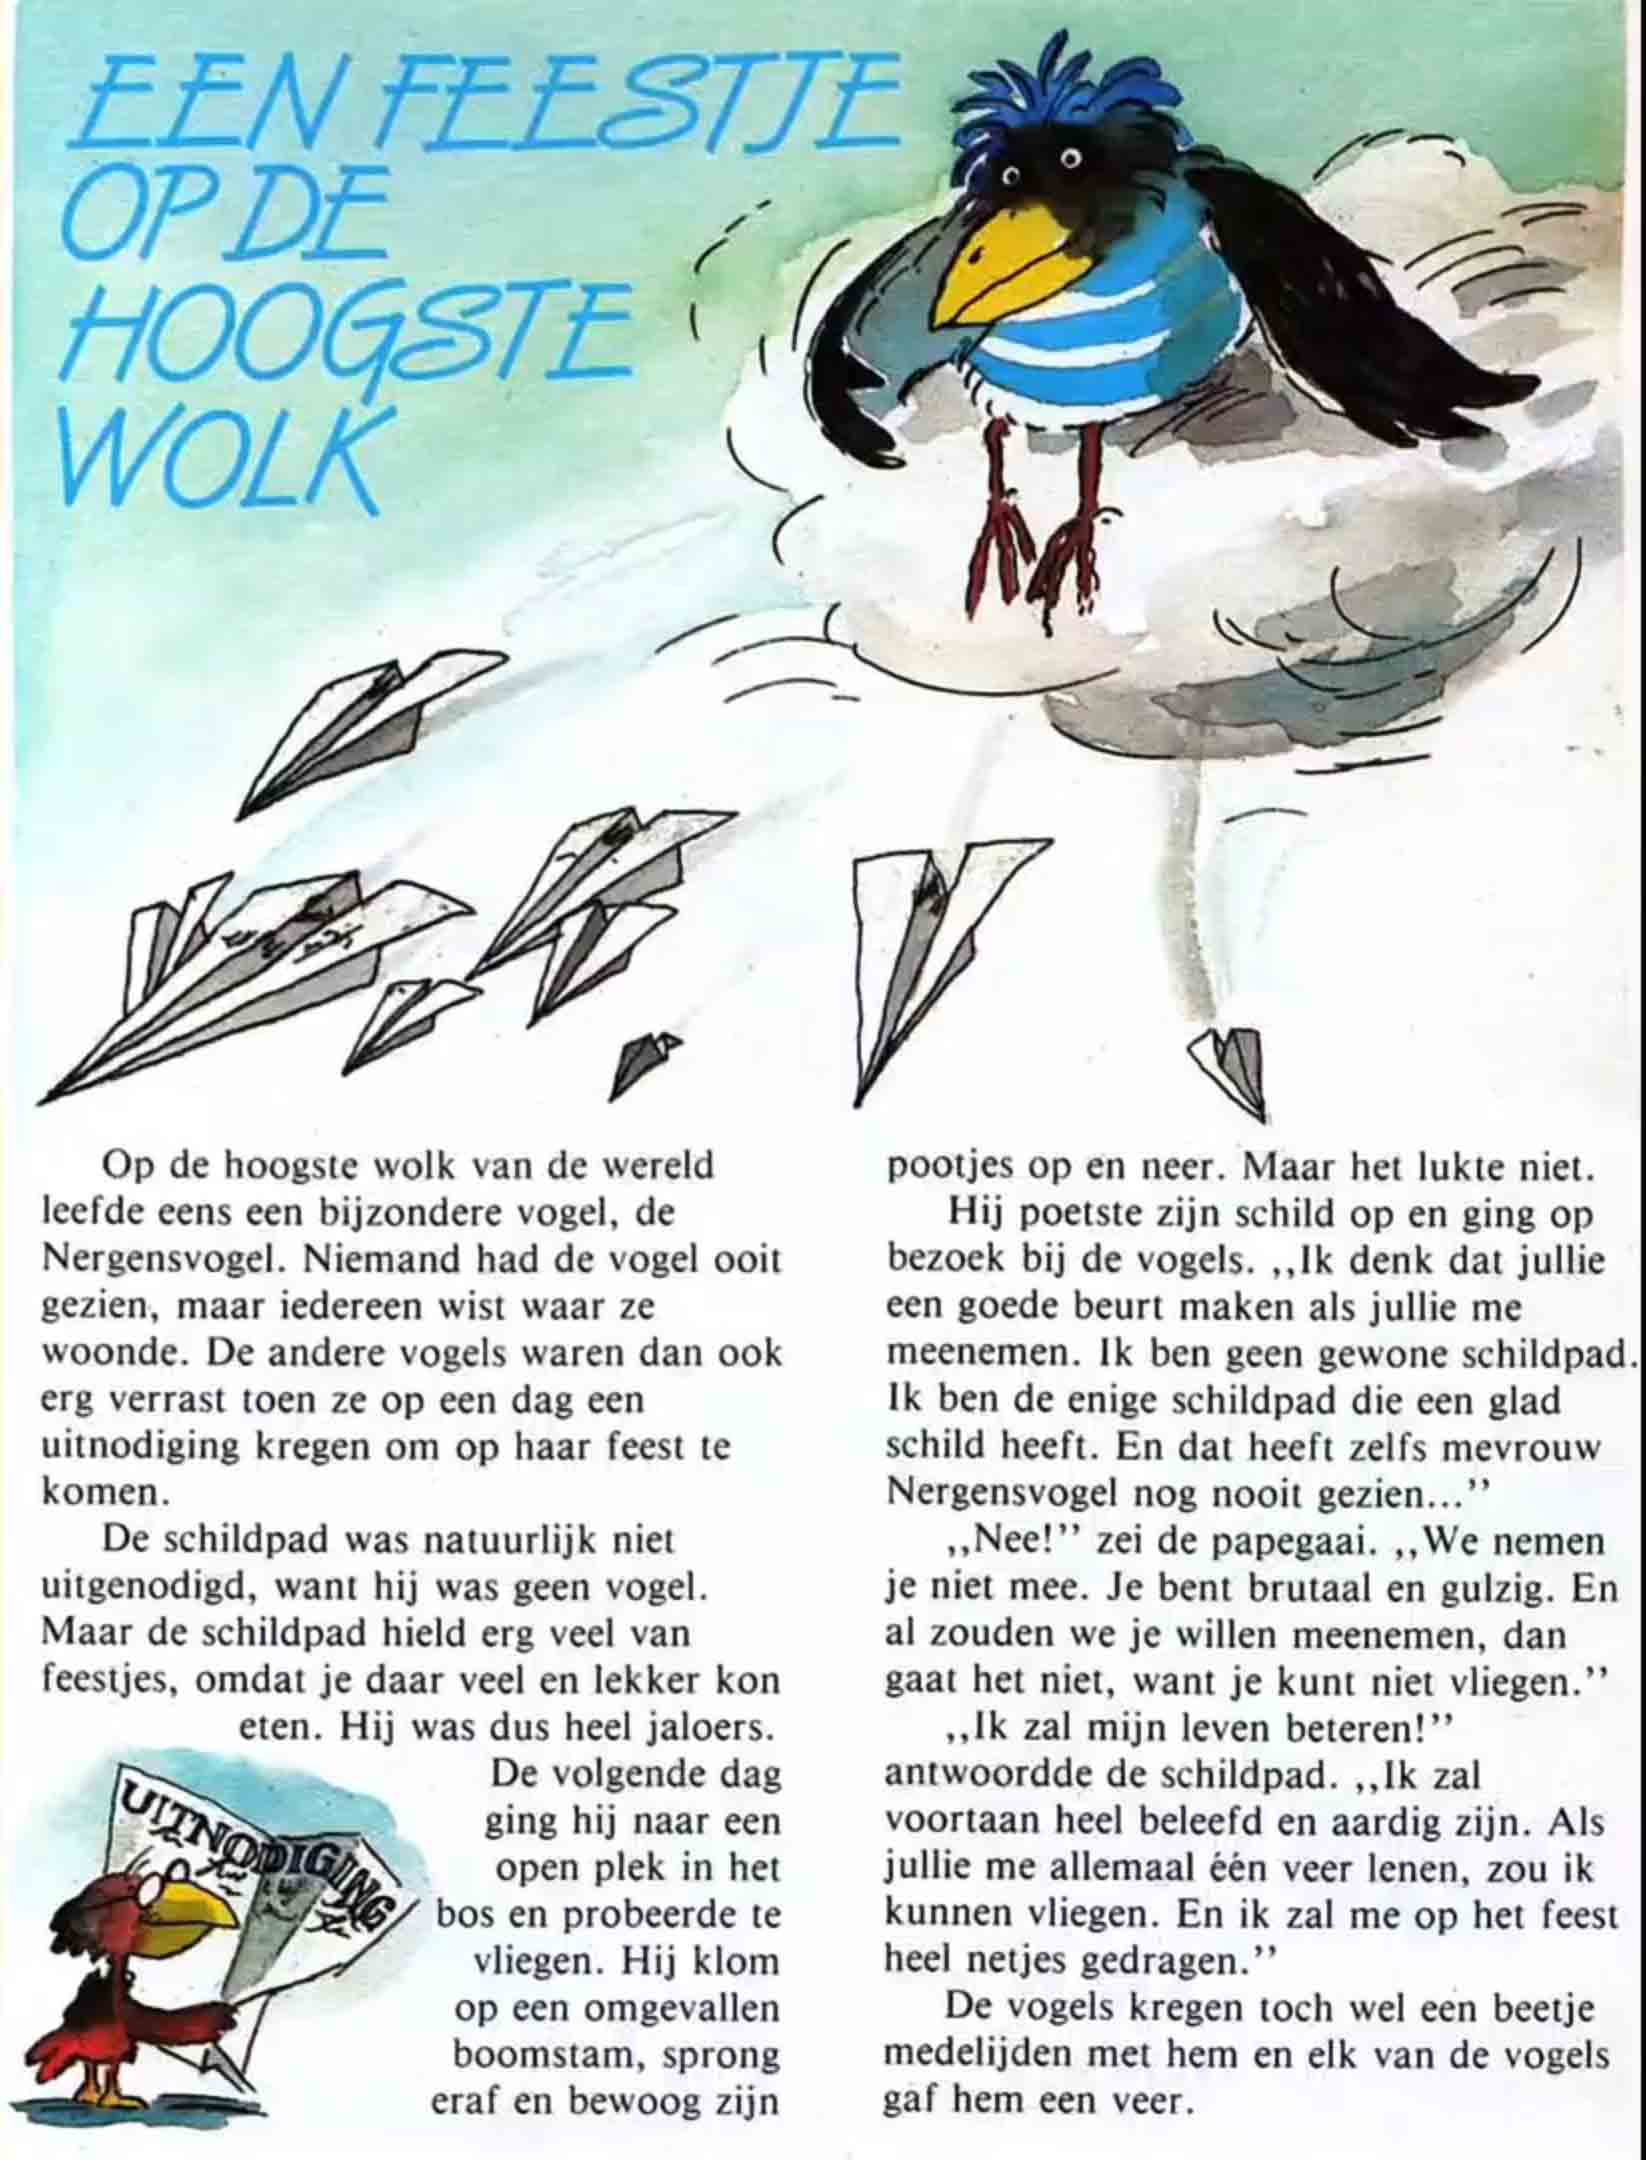 EEN FEESTJE
OP DE
HOOGSTE
WOLK
Op de hoogste wolk van de wereld
leefde eens een bijzondere vogel, de
Nergensvogel. Niemand had de vogel ooit
gezien, maar iedereen wist waar ze
woonde. De andere vogels waren dan ook
erg verrast toen ze op een dag een
uitnodiging kregen om op haar feest te
komen.
De schildpad was natuurlijk niet
uitgenodigd, want hij was geen vogel.
Maar de schildpad hield erg veel van
feestjes, omdat je daar veel en lekker kon
eten. Hij was dus heel jaloers.
De volgende dag
ging hij naar een
open plek in het
bos en probeerde te
vliegen. Hij klom
op een omgevallen
boomstam, sprong
eraf en bewoog zijn
UITNODIGING
pootjes op en neer. Maar het lukte niet.
Hij poetste zijn schild op en ging op
bezoek bij de vogels. ,,Ik denk dat jullie
een goede beurt maken als jullie me
meenemen. Ik ben geen gewone schildpad.
Ik ben de enige schildpad die een glad
schild heeft. En dat heeft zelfs mevrouw
Nergensvogel nog nooit gezien...’’
,,Nee!’’ zei de papegaai. ,,We nemen
je niet mee. Je bent brutaal en gulzig. En
al zouden we je willen meenemen, dan
gaat het niet, want je kunt niet vliegen.’’
,,Ik zal mijn leven beteren!’’
antwoordde de schildpad. ,,Ik zal
voortaan heel beleefd en aardig zijn. Als
jullie me allemaal één veer lenen, zou ik
kunnen vliegen. En ik zal me op het feest
heel netjes gedragen.’’
De vogels kregen toch wel een beetje
medelijden met hem en elk van de vogels
gaf hem een veer.